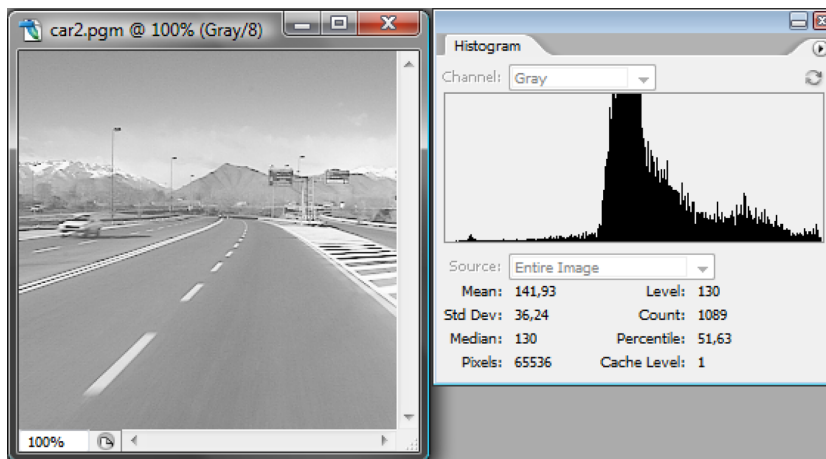 car2.pgm @ 100% (Gray/8)
100%
Histogram
Channel: Gray
Source: Entire Image
Mean: 141,93 Level: 130
Std Dev: 36,24 Count: 1089
Median: 130 Percentile: 51,63
Pixels: 65536 Cache Level: 1